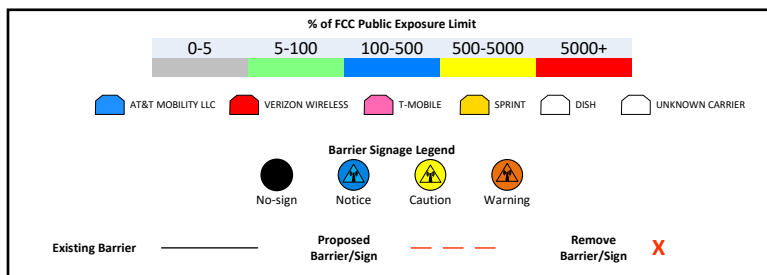 % of FCC Public Exposure Limit
0-5 5-100 100-500 500-5000 5000+
AT&T MOBILITY LLC VERIZON WIRELESS T-MOBILE SPRINT DISH UNKNOWN CARRIER
Barrier Signage Legend
No-sign Notice Caution Warning
Existing Barrier Proposed Barrier/Sign Remove Barrier/Sign X